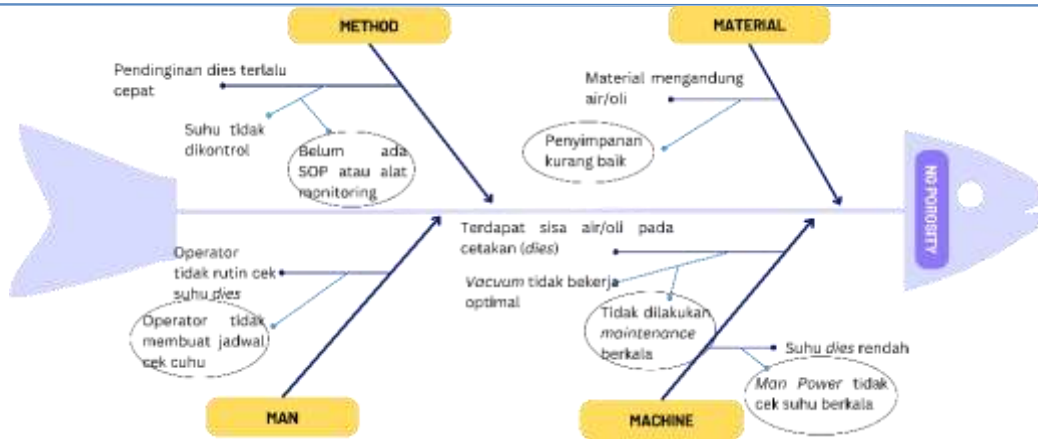 METHOD
MATERIAL
Pendinginan dies terlalu
cepat
Material mengandung
air/oli
Suhu tidak
dikontrol
Belum ada
SOP atau alat
monitoring
Penyimpanan
kurang baik
NG POROSITY
Terdapat sisa air/oli pada
cetakan (dies)
Operator
tidak rutin cek
suhu dies
Vacuum tidak bekerja
optimal
Operator tidak
membuat jadwal
cek cuhu
Tidak dilakukan
maintenance
berkala
Suhu dies rendah
Man Power tidak
cek suhu berkala
MAN
MACHINE